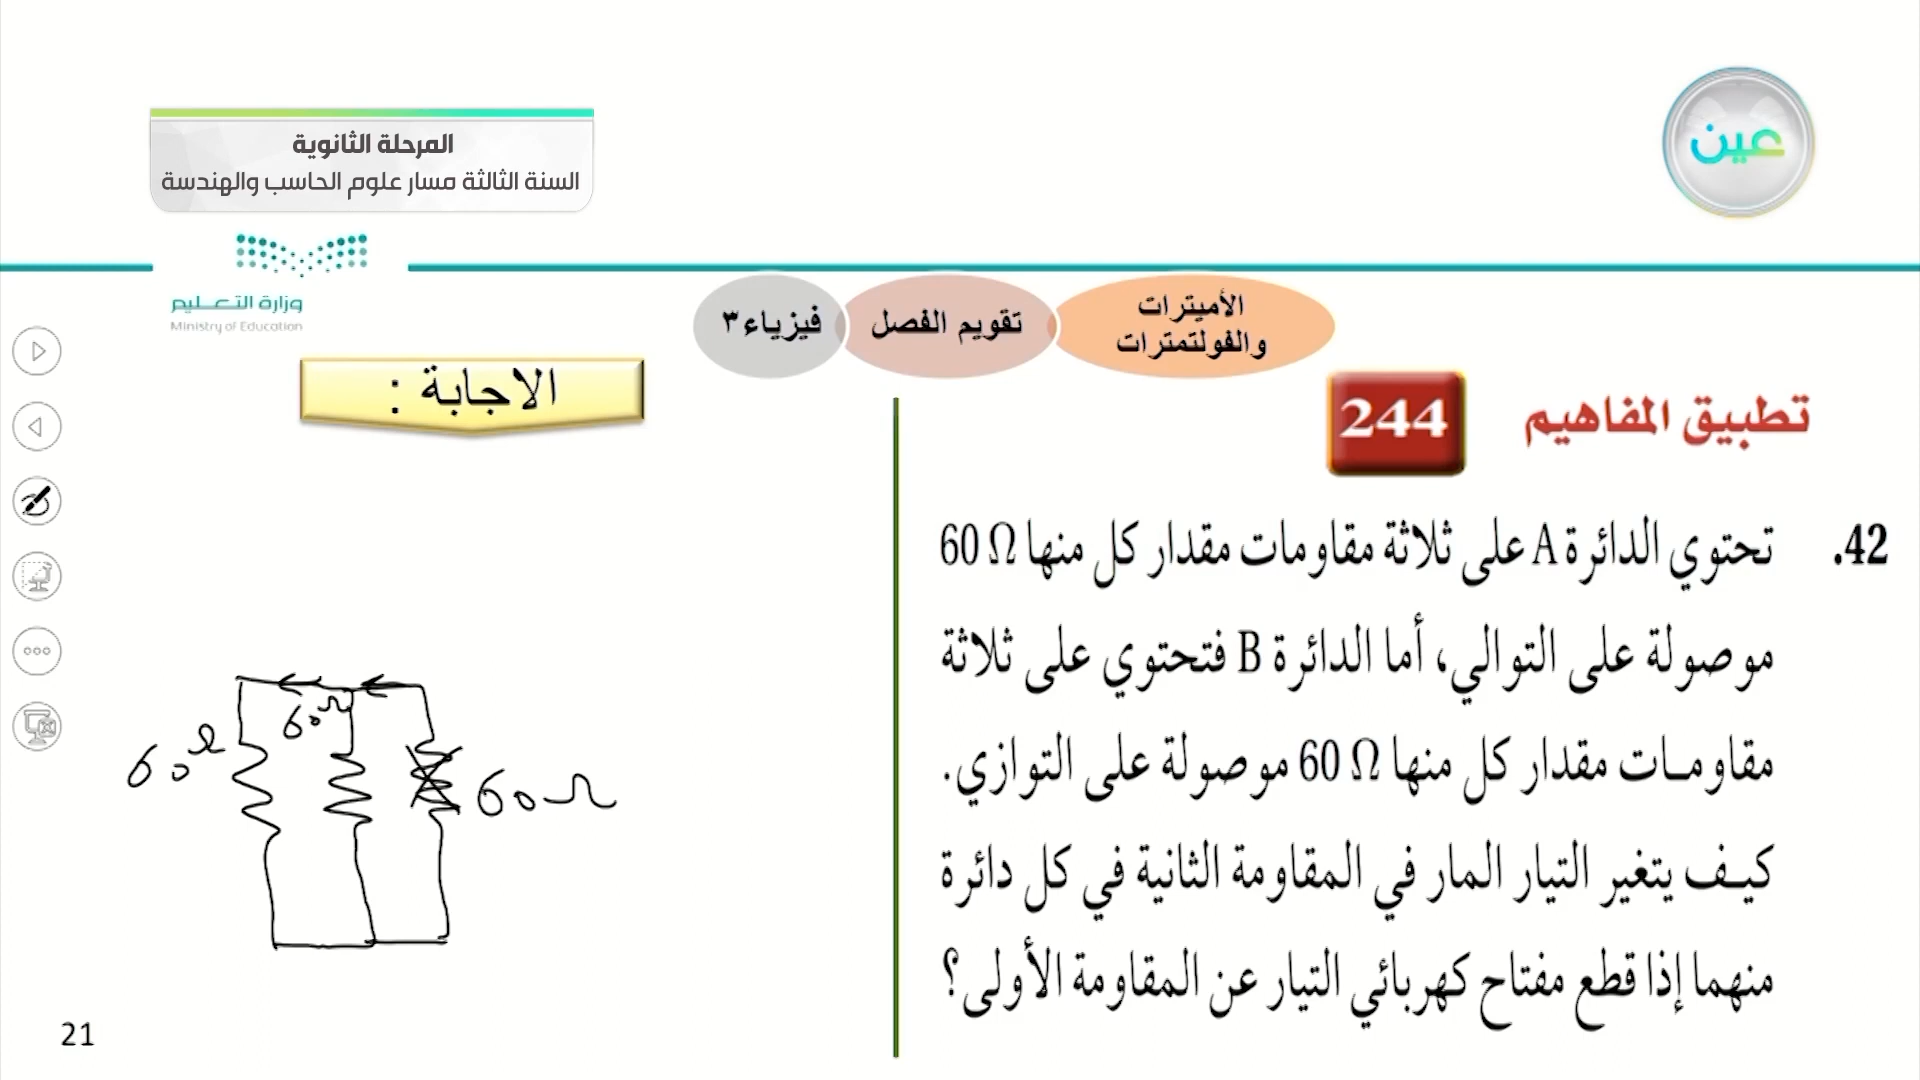 عين
المرحلة الثانوية
السنة الثالثة مسار علوم الحاسب والهندسة
وزارة التعليم
Ministry of Education
الأميترات
والفولتمترات
تقويم الفصل
فيزياء٣
تطبيق المفاهيم
244
42. تحتوي الدائرة A على ثلاثة مقاومات مقدار كل منها 60 Ω
موصولة على التوالي، أما الدائرة B فتحتوي على ثلاثة
مقاومات مقدار كل منها 60 Ω موصولة على التوازي.
كيف يتغير التيار المار في المقاومة الثانية في كل دائرة
منهما إذا قطع مفتاح كهربائي التيار عن المقاومة الأولى؟
الاجابة :
60 Ω
60 Ω
60 Ω
21